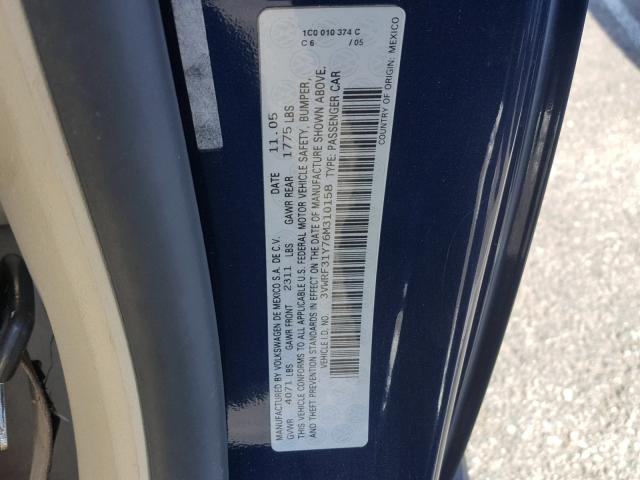 1C0 010 374 C
C 6 / 05
MANUFACTURED BY VOLKSWAGEN DE MEXICO S.A. DE C.V. DATE 11.05
GVWR 4071 LBS GAWR FRONT 2311 LBS GAWR REAR 1775 LBS
THIS VEHICLE CONFORMS TO ALL APPLICABLE U.S. FEDERAL MOTOR VEHICLE SAFETY, BUMPER,
AND THEFT PREVENTION STANDARDS IN EFFECT ON THE DATE OF MANUFACTURE SHOWN ABOVE.
VEHICLE I.D. NO. 3VWRF31Y76M310158 TYPE: PASSENGER CAR
COUNTRY OF ORIGIN: MEXICO